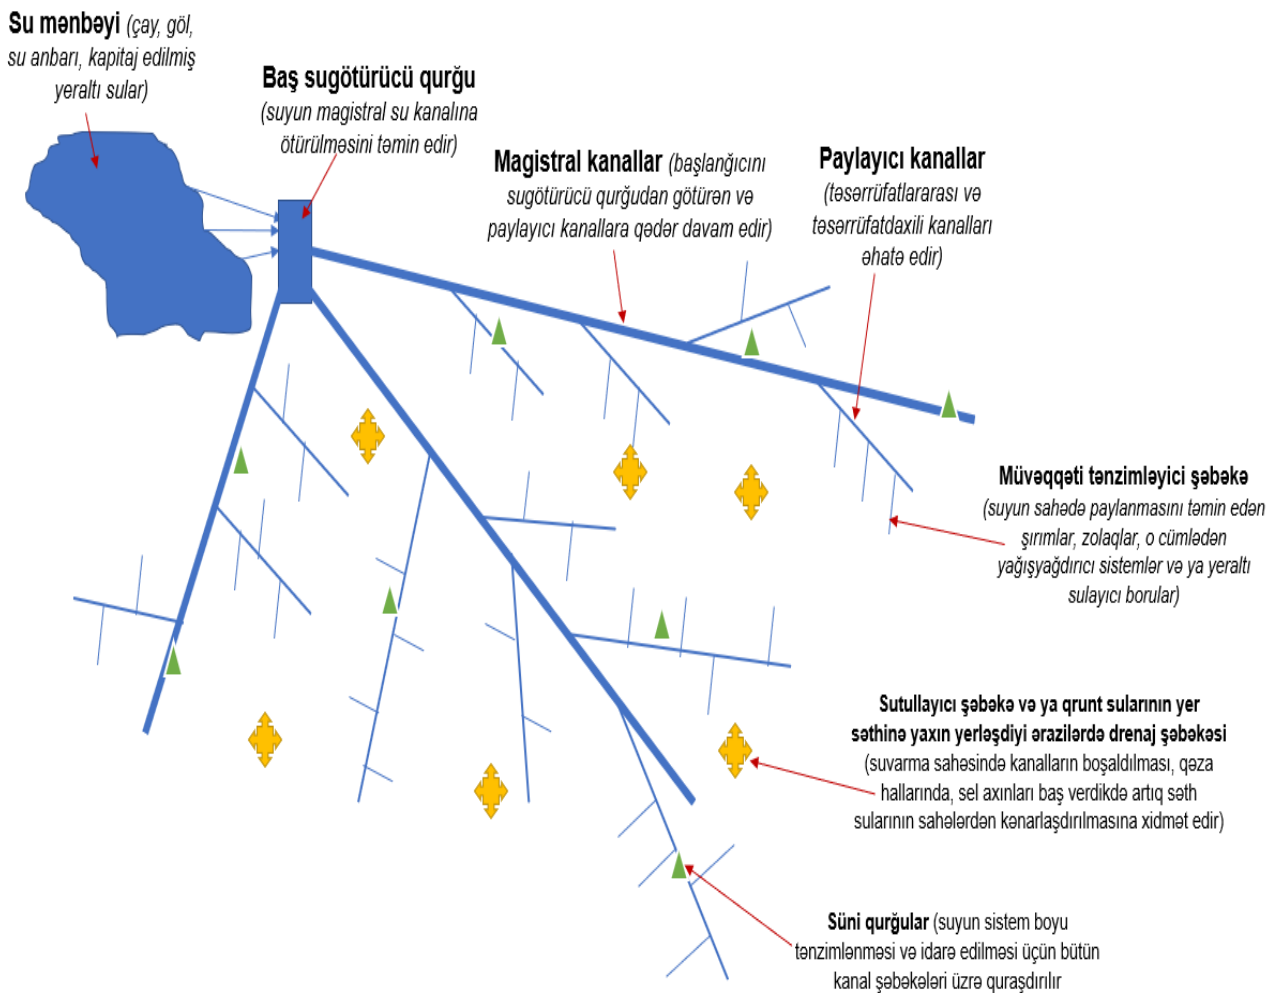 Su mənbəyi (çay, göl,
su anbarı, kapitaj edilmiş
yeraltı sular)
Baş sugötürücü qurğu
(suyun magistral su kanalına
ötürülməsini təmin edir)
Magistral kanallar (başlanğıcını
sugötürücü qurğudan götürən və
paylayıcı kanallara qədər davam edir)
Paylayıcı kanallar
(təsərrüfatlararası və
təsərrüfatdaxili kanalları
əhatə edir)
Müvəqqəti tənzimləyici şəbəkə
(suyun sahədə paylanmasını təmin edən
şırımlar, zolaqlar, o cümlədən
yağışyağdırıcı sistemlər və ya yeraltı
sulayıcı borular)
Sutullayıcı şəbəkə və ya qrunt sularının yer
səthinə yaxın yerləşdiyi ərazilərdə drenaj şəbəkəsi
(suvarma sahəsində kanalların boşaldılması, qəza
hallarında, sel axınları baş verdikdə artıq səth
sularının sahələrdən kənarlaşdırılmasına xidmət edir)
Süni qurğular (suyun sistem boyu
tənzimlənməsi və idarə edilməsi üçün bütün
kanal şəbəkələri üzrə quraşdırılır